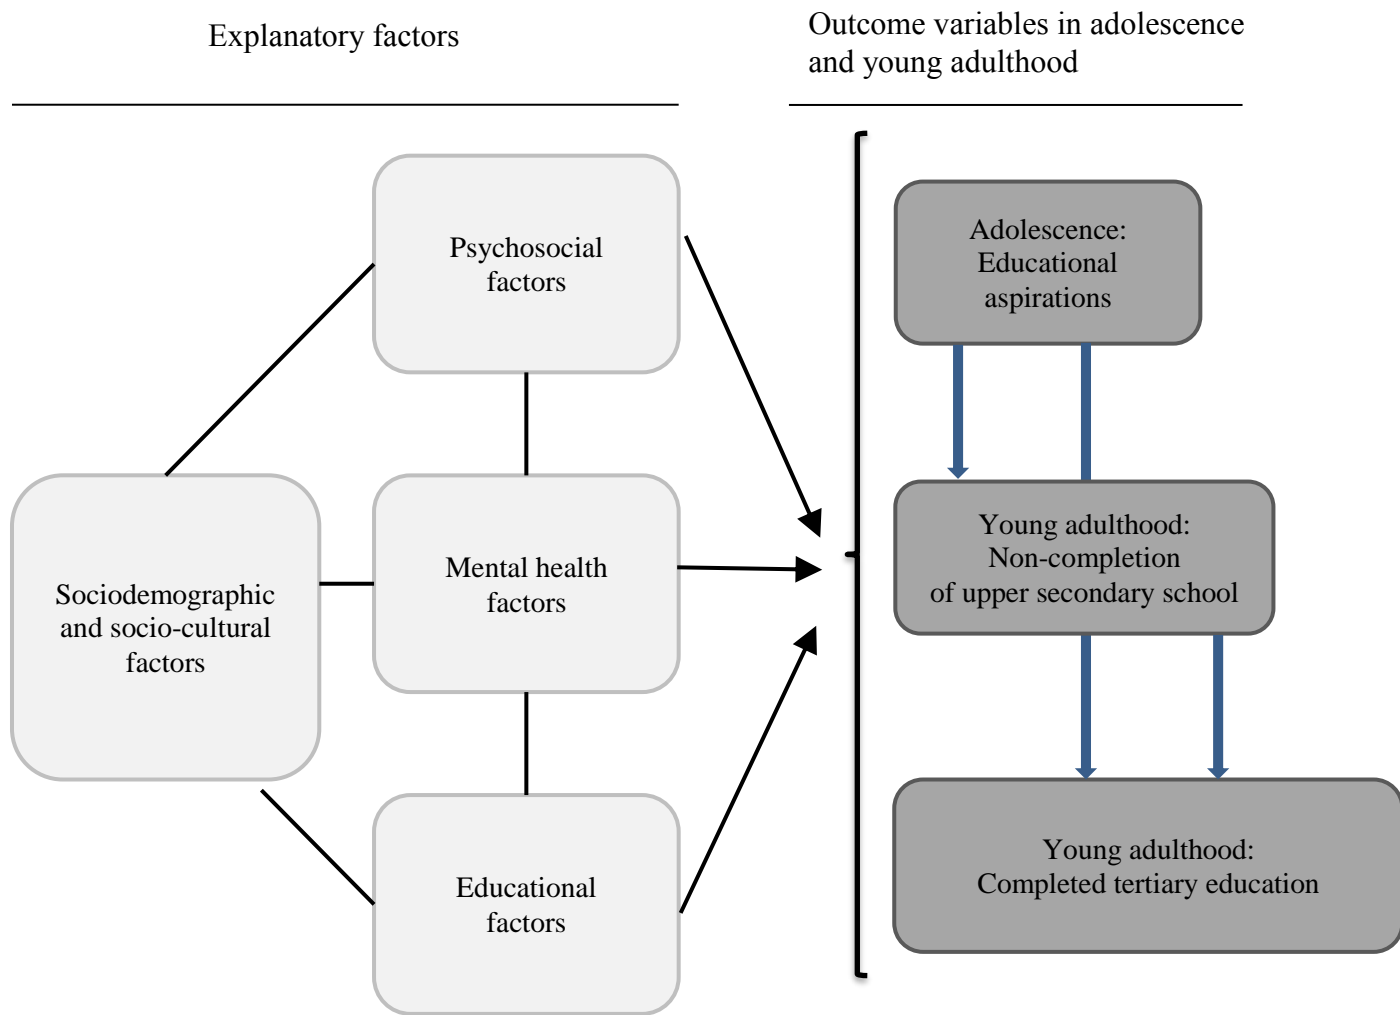 Explanatory factors
Outcome variables in adolescence
and young adulthood
Psychosocial
factors
Adolescence:
Educational
aspirations
Sociodemographic
and socio-cultural
factors
Mental health
factors
Young adulthood:
Non-completion
of upper secondary school
Educational
factors
Young adulthood:
Completed tertiary education